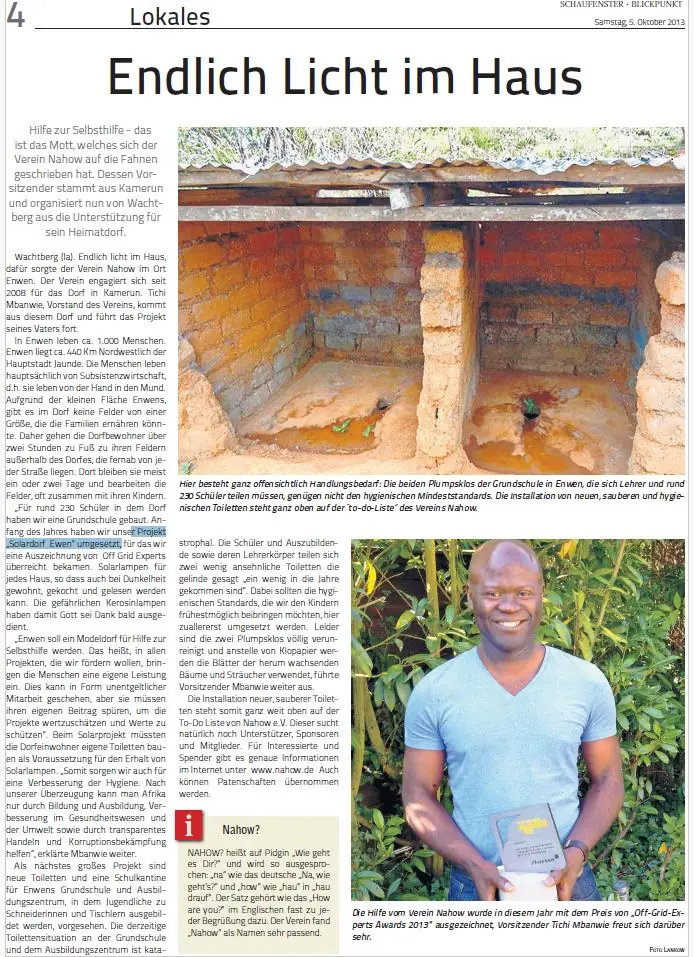 4
Lokales
SCHAUFENSTER · BLICKPUNKT
Samstag, 5. Oktober 2013
Endlich Licht im Haus
Hilfe zur Selbsthilfe - das
ist das Mott, welches sich der
Verein Nahow auf die Fahnen
geschrieben hat. Dessen Vor-
sitzender stammt aus Kamerun
und organisiert nun von Wacht-
berg aus die Unterstützung für
sein Heimatdorf.
Wachtberg (la). Endlich licht im Haus,
dafür sorgte der Verein Nahow im Ort
Enwen. Der Verein engagiert sich seit
2008 für das Dorf in Kamerun. Tichi
Mbanwie, Vorstand des Vereins, kommt
aus diesem Dorf und führt das Projekt
seines Vaters fort.
In Enwen leben ca. 1.000 Menschen.
Enwen liegt ca. 440 Km Nordwestlich der
Hauptstadt Jaunde. Die Menschen leben
hauptsächlich von Subsistenzwirtschaft,
d.h. sie leben von der Hand in den Mund.
Aufgrund der kleinen Fläche Enwens,
gibt es im Dorf keine Felder von einer
Größe, die die Familien ernähren könn-
te. Daher gehen die Dorfbewohner über
zwei Stunden zu Fuß zu ihren Feldern
außerhalb des Dorfes, die fernab von je-
der Straße liegen. Dort bleiben sie meist
ein oder zwei Tage und bearbeiten die
Felder, oft zusammen mit ihren Kindern.
„Für rund 230 Schüler in dem Dorf
haben wir eine Grundschule gebaut. An-
fang des Jahres haben wir unser Projekt
„Solardorf Ewen" umgesetzt, für das wir
eine Auszeichnung von Off Grid Experts
überreicht bekamen. Solarlampen für
jedes Haus, so dass auch bei Dunkelheit
gewohnt, gekocht und gelesen werden
kann. Die gefährlichen Kerosinlampen
haben damit Gott sei Dank bald ausge-
dient.
„Enwen soll ein Modeldorf für Hilfe zur
Selbsthilfe werden. Das heißt, in allen
Projekten, die wir fördern wollen, brin-
gen die Menschen eine eigene Leistung
ein. Dies kann in Form unentgeltlicher
Mitarbeit geschehen, aber sie müssen
ihren eigenen Beitrag spüren, um die
Projekte wertzuschätzen und Werte zu
schützen". Beim Solarprojekt müssten
die Dorfeinwohner eigene Toiletten bau-
en als Voraussetzung für den Erhalt von
Solarlampen. „Somit sorgen wir auch für
eine Verbesserung der Hygiene. Nach
unserer Überzeugung kann man Afrika
nur durch Bildung und Ausbildung, Ver-
besserung im Gesundheitswesen und
der Umwelt sowie durch transparentes
Handeln und Korruptionsbekämpfung
helfen", erklärte Mbanwie weiter.
Als nächstes großes Projekt sind
neue Toiletten und eine Schulkantine
für Enwens Grundschule und Ausbil-
dungszentrum, in dem Jugendliche zu
Schneiderinnen und Tischlern ausgebil-
det werden, vorgesehen. Die derzeitige
Toilettensituation an der Grundschule
und dem Ausbildungszentrum ist kata-
Hier besteht ganz offensichtlich Handlungsbedarf: Die beiden Plumpsklos der Grundschule in Enwen, die sich Lehrer und rund
230 Schüler teilen müssen, genügen nicht den hygienischen Mindeststandards. Die Installation von neuen, sauberen und hygie-
nischen Toiletten steht ganz oben auf der ´to-do-Liste´ des Vereins Nahow.
strophal. Die Schüler und Auszubilden-
de sowie deren Lehrerkörper teilen sich
zwei wenig ansehnliche Toiletten die
gelinde gesagt „ein wenig in die Jahre
gekommen sind". Dabei sollten die hygi-
enischen Standards, die wir den Kindern
frühestmöglich beibringen möchten, hier
zuallererst umgesetzt werden. Leider
sind die zwei Plumpsklos völlig verun-
reinigt und anstelle von Klopapier wer-
den die Blätter der herum wachsenden
Bäume und Sträucher verwendet, führte
Vorsitzender Mbanwie weiter aus.
Die Installation neuer, sauberer Toilet-
ten steht somit ganz weit oben auf der
To-Do Liste von Nahow e.V. Dieser sucht
natürlich noch Unterstützer, Sponsoren
und Mitglieder. Für Interessierte und
Spender gibt es genaue Informationen
im Internet unter www.nahow.de Auch
können Patenschaften übernommen
werden.
i
Nahow?
NAHOW? heißt auf Pidgin „Wie geht
es Dir?" und wird so ausgespro-
chen: „na" wie das deutsche „Na, wie
geht's?" und „how" wie „hau" in „hau
drauf". Der Satz gehört wie das „How
are you?" im Englischen fast zu je-
der Begrüßung dazu. Der Verein fand
„Nahow" als Namen sehr passend.
Die Hilfe vom Verein Nahow wurde in diesem Jahr mit dem Preis von „Off-Grid-Ex-
perts Awards 2013" ausgezeichnet, Vorsitzender Tichi Mbanwie freut sich darüber
sehr.
FOTO LANKOW